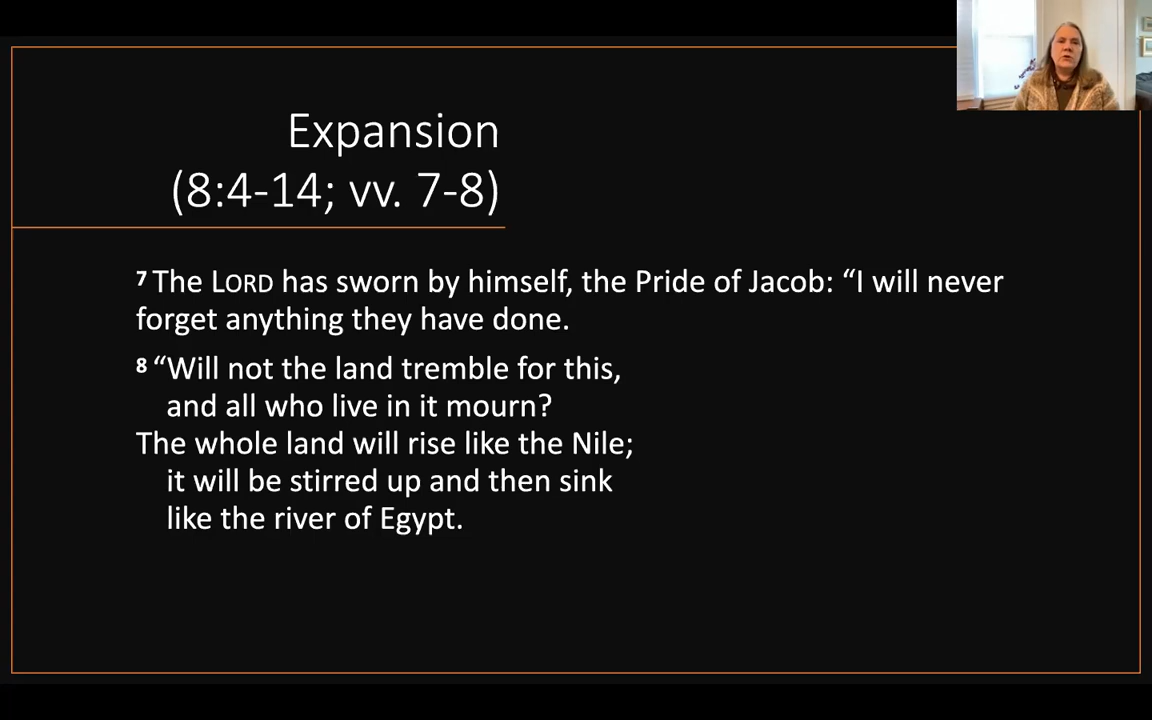 Expansion
(8:4-14; vv. 7-8)
7 The LORD has sworn by himself, the Pride of Jacob: “I will never
forget anything they have done.
8 “Will not the land tremble for this,
and all who live in it mourn?
The whole land will rise like the Nile;
it will be stirred up and then sink
like the river of Egypt.